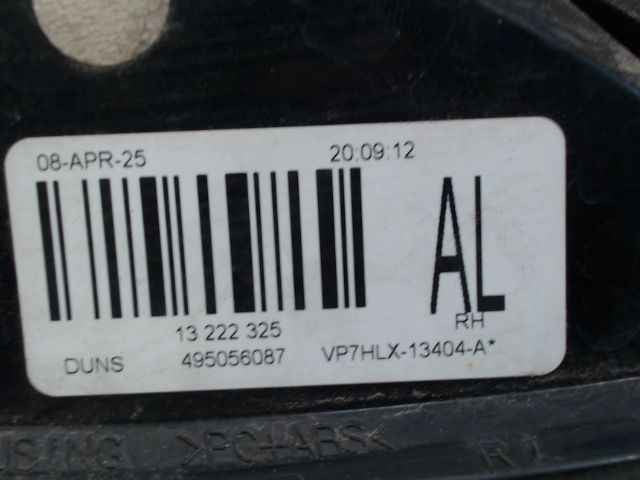 08-APR-25 20:09:12
AL
RH
13 222 325
DUNS 495056087 VP7HLX-13404-A*
>PC+ABS<